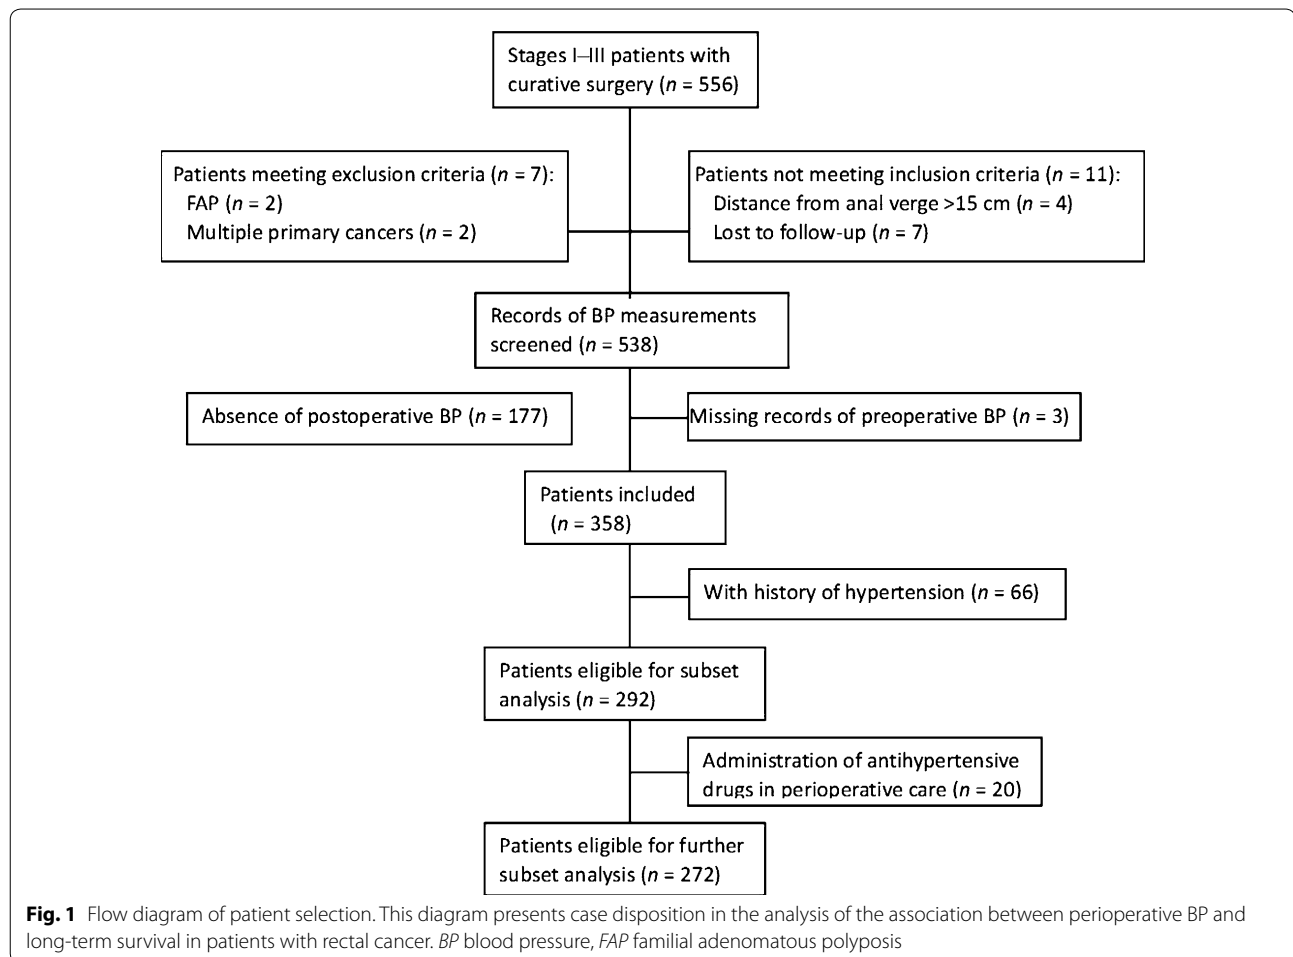 Stages I–III patients with
curative surgery (n = 556)
Patients meeting exclusion criteria (n = 7):
FAP (n = 2)
Multiple primary cancers (n = 2)
Patients not meeting inclusion criteria (n = 11):
Distance from anal verge >15 cm (n = 4)
Lost to follow-up (n = 7)
Records of BP measurements
screened (n = 538)
Absence of postoperative BP (n = 177)
Missing records of preoperative BP (n = 3)
Patients included
(n = 358)
With history of hypertension (n = 66)
Patients eligible for subset
analysis (n = 292)
Administration of antihypertensive
drugs in perioperative care (n = 20)
Patients eligible for further
subset analysis (n = 272)
Fig. 1 Flow diagram of patient selection. This diagram presents case disposition in the analysis of the association between perioperative BP and
long-term survival in patients with rectal cancer. BP blood pressure, FAP familial adenomatous polyposis